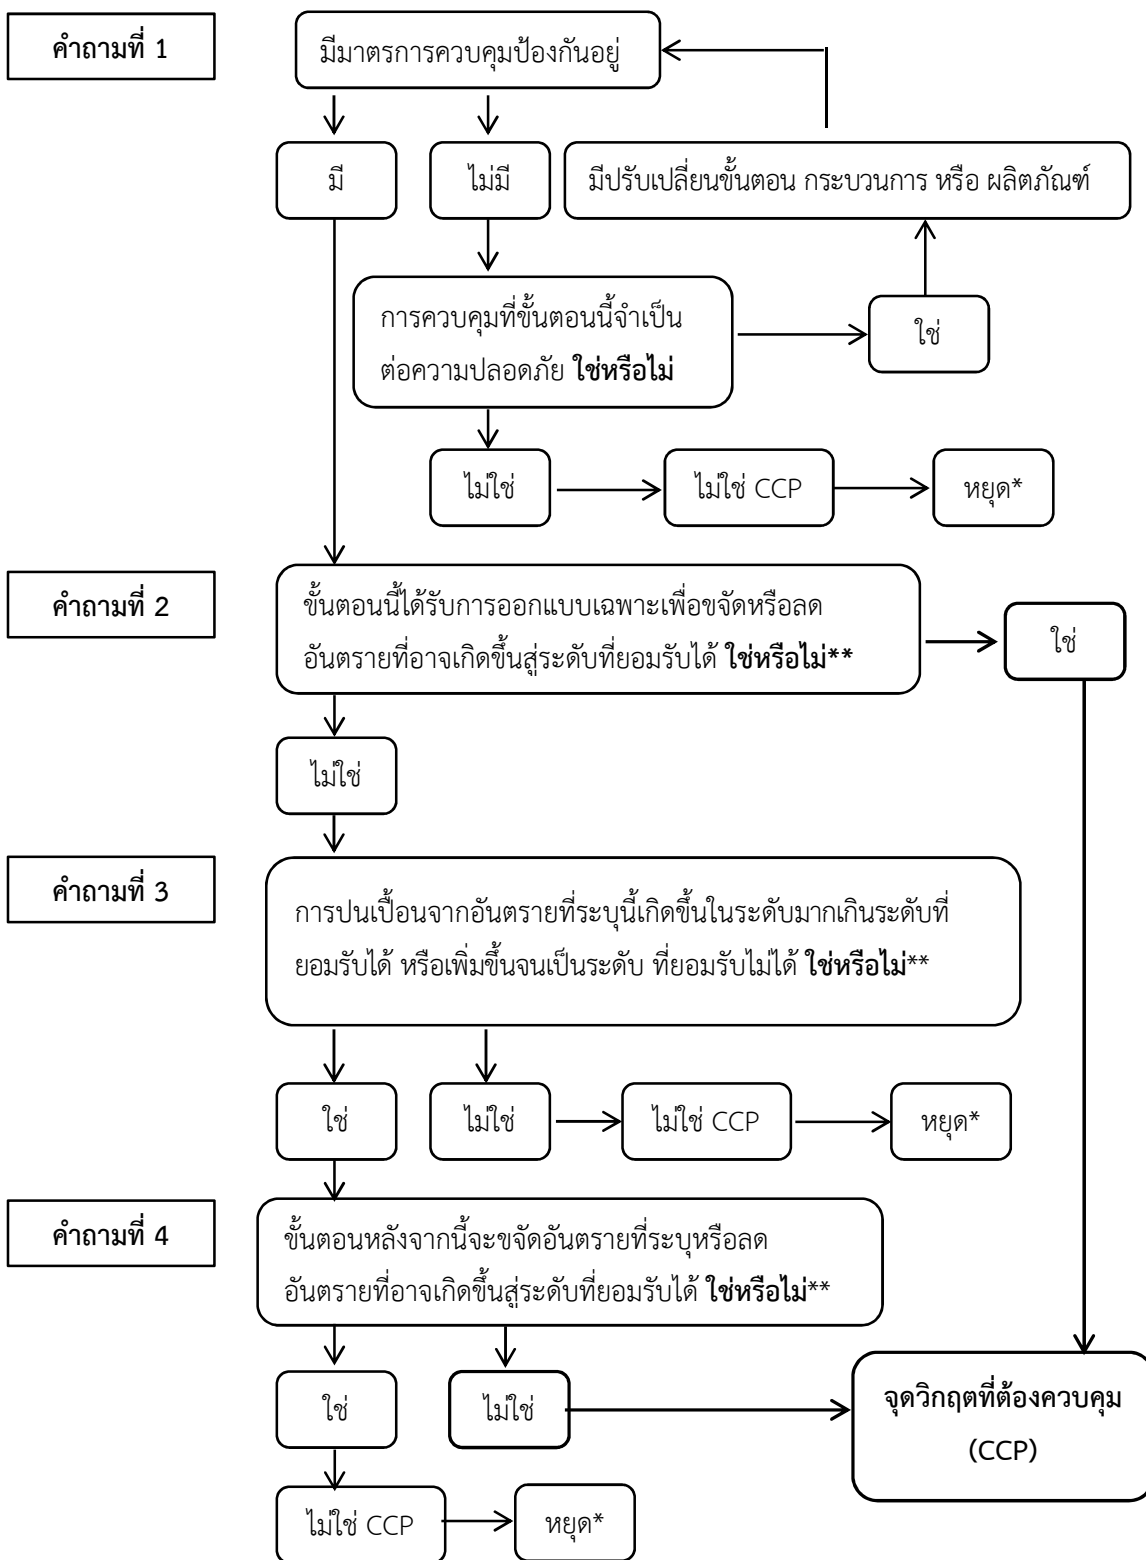 คำถามที่ 1
มีมาตรการควบคุมป้องกันอยู่
มี
ไม่มี
มีปรับเปลี่ยนขั้นตอน กระบวนการ หรือ ผลิตภัณฑ์
การควบคุมที่ขั้นตอนนี้จำเป็น
ต่อความปลอดภัย ใช่หรือไม่
ใช่
ไม่ใช่
ไม่ใช่ CCP
หยุด*
คำถามที่ 2
ขั้นตอนนี้ได้รับการออกแบบเฉพาะเพื่อขจัดหรือลด
อันตรายที่อาจเกิดขึ้นสู่ระดับที่ยอมรับได้ ใช่หรือไม่**
ใช่
ไม่ใช่
คำถามที่ 3
การปนเปื้อนจากอันตรายที่ระบุนี้เกิดขึ้นในระดับมากเกินระดับที่
ยอมรับได้ หรือเพิ่มขึ้นจนเป็นระดับ ที่ยอมรับไม่ได้ ใช่หรือไม่**
ใช่
ไม่ใช่
ไม่ใช่ CCP
หยุด*
คำถามที่ 4
ขั้นตอนหลังจากนี้จะขจัดอันตรายที่ระบุหรือลด
อันตรายที่อาจเกิดขึ้นสู่ระดับที่ยอมรับได้ ใช่หรือไม่**
ใช่
ไม่ใช่
จุดวิกฤตที่ต้องควบคุม
(CCP)
ไม่ใช่ CCP
หยุด*